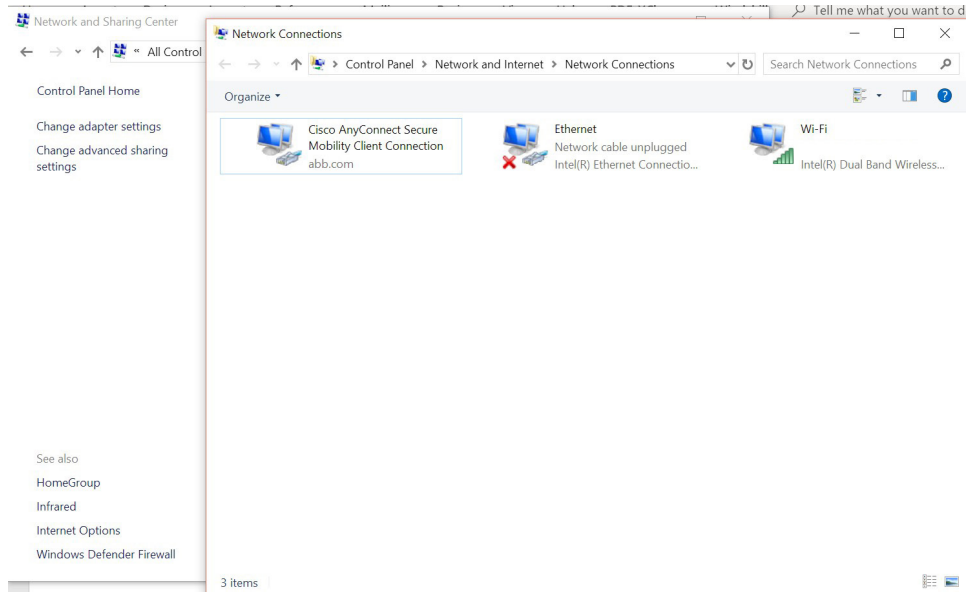 Tell me what you want to d
Network and Sharing Center
All Control
Control Panel Home
Change adapter settings
Change advanced sharing
settings
See also
HomeGroup
Infrared
Internet Options
Windows Defender Firewall
Network Connections
Control Panel > Network and Internet > Network Connections
Search Network Connections
Organize
Cisco AnyConnect Secure
Mobility Client Connection
abb.com
Ethernet
Network cable unplugged
Intel(R) Ethernet Connectio...
Wi-Fi
Intel(R) Dual Band Wireless...
3 items